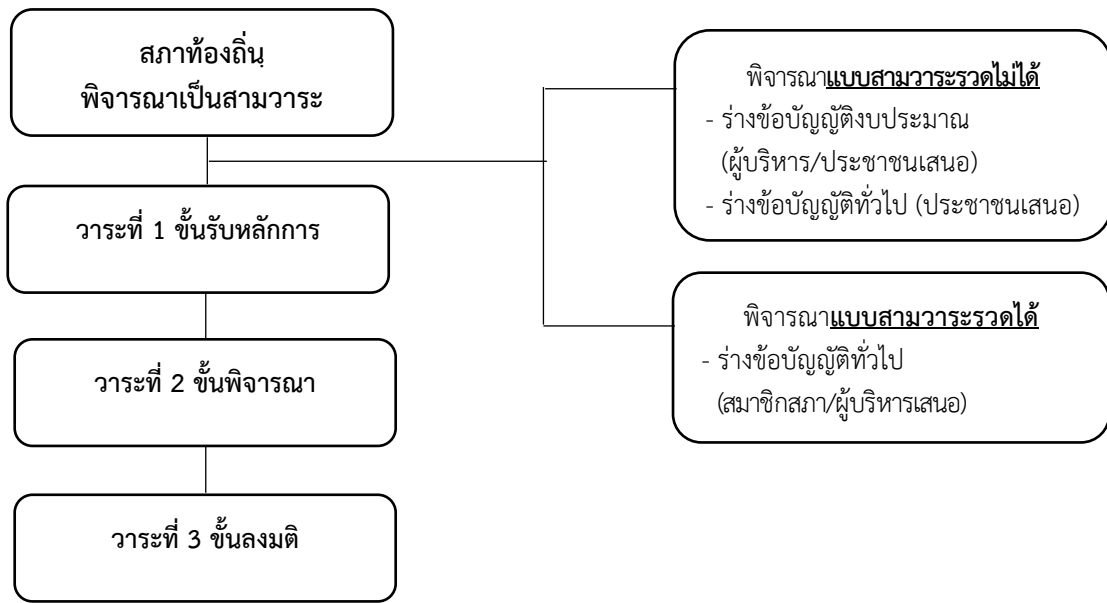 สภาท้องถิ่น
พิจารณาเป็นสามวาระ
วาระที่ 1 ขั้นรับหลักการ
วาระที่ 2 ขั้นพิจารณา
วาระที่ 3 ขั้นลงมติ
พิจารณาแบบสามวาระรวดไม่ได้
- ร่างข้อบัญญัติงบประมาณ
(ผู้บริหาร/ประชาชนเสนอ)
- ร่างข้อบัญญัติทั่วไป (ประชาชนเสนอ)
พิจารณาแบบสามวาระรวดได้
- ร่างข้อบัญญัติทั่วไป
(สมาชิกสภา/ผู้บริหารเสนอ)